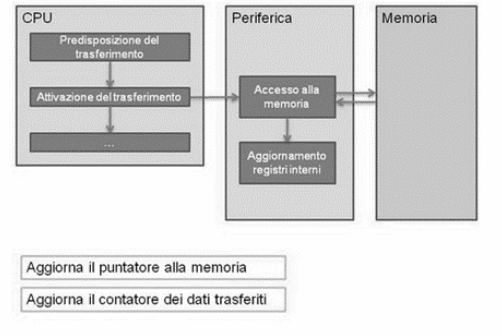 CPU
Predisposizione del
trasferimento
Attivazione del trasferimento
...
Periferica
Accesso alla
memoria
Aggiornamento
registri interni
Memoria
Aggiorna il puntatore alla memoria
Aggiorna il contatore dei dati trasferiti